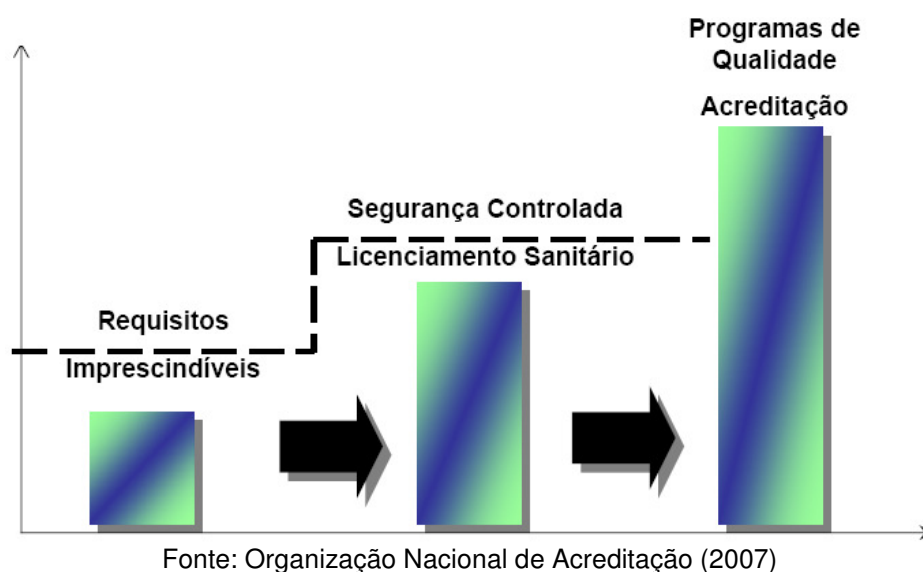 Programas de
Qualidade
Acreditação
Segurança Controlada
Licenciamento Sanitário
Requisitos
Imprescindíveis
Fonte: Organização Nacional de Acreditação (2007)